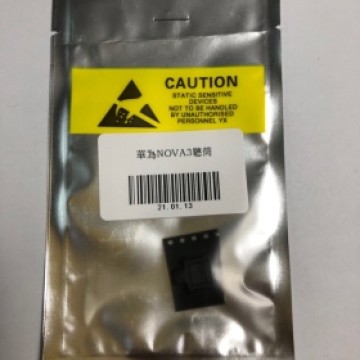 CAUTION
STATIC SENSITIVE
DEVICES
NOT TO BE HANDLED
BY UNAUTHORISED
PERSONNEL YX
華為NOVA3聽筒
21.01.13